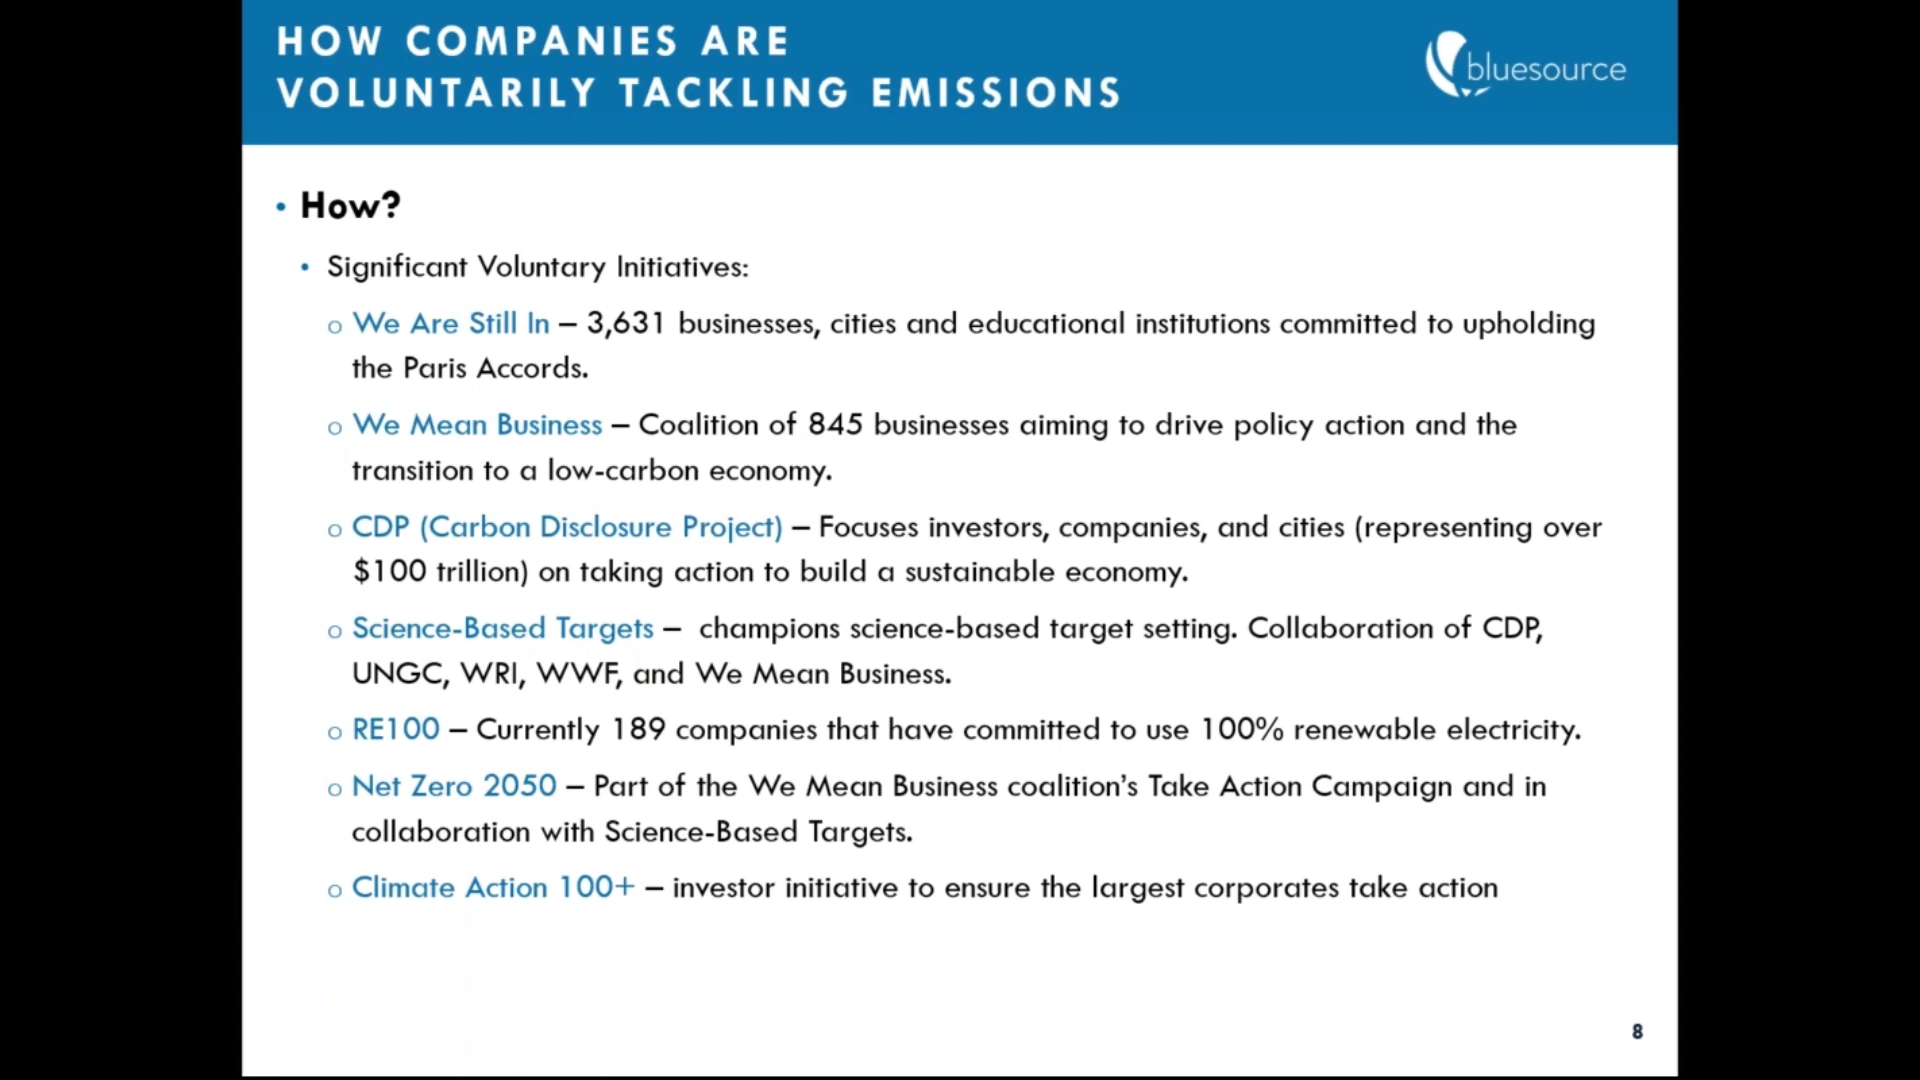 HOW COMPANIES ARE
VOLUNTARILY TACKLING EMISSIONS
bluesource
• How?
• Significant Voluntary Initiatives:
o We Are Still In – 3,631 businesses, cities and educational institutions committed to upholding
the Paris Accords.
o We Mean Business – Coalition of 845 businesses aiming to drive policy action and the
transition to a low-carbon economy.
o CDP (Carbon Disclosure Project) – Focuses investors, companies, and cities (representing over
$100 trillion) on taking action to build a sustainable economy.
o Science-Based Targets – champions science-based target setting. Collaboration of CDP,
UNGC, WRI, WWF, and We Mean Business.
o RE100 – Currently 189 companies that have committed to use 100% renewable electricity.
o Net Zero 2050 – Part of the We Mean Business coalition's Take Action Campaign and in
collaboration with Science-Based Targets.
o Climate Action 100+ – investor initiative to ensure the largest corporates take action
8